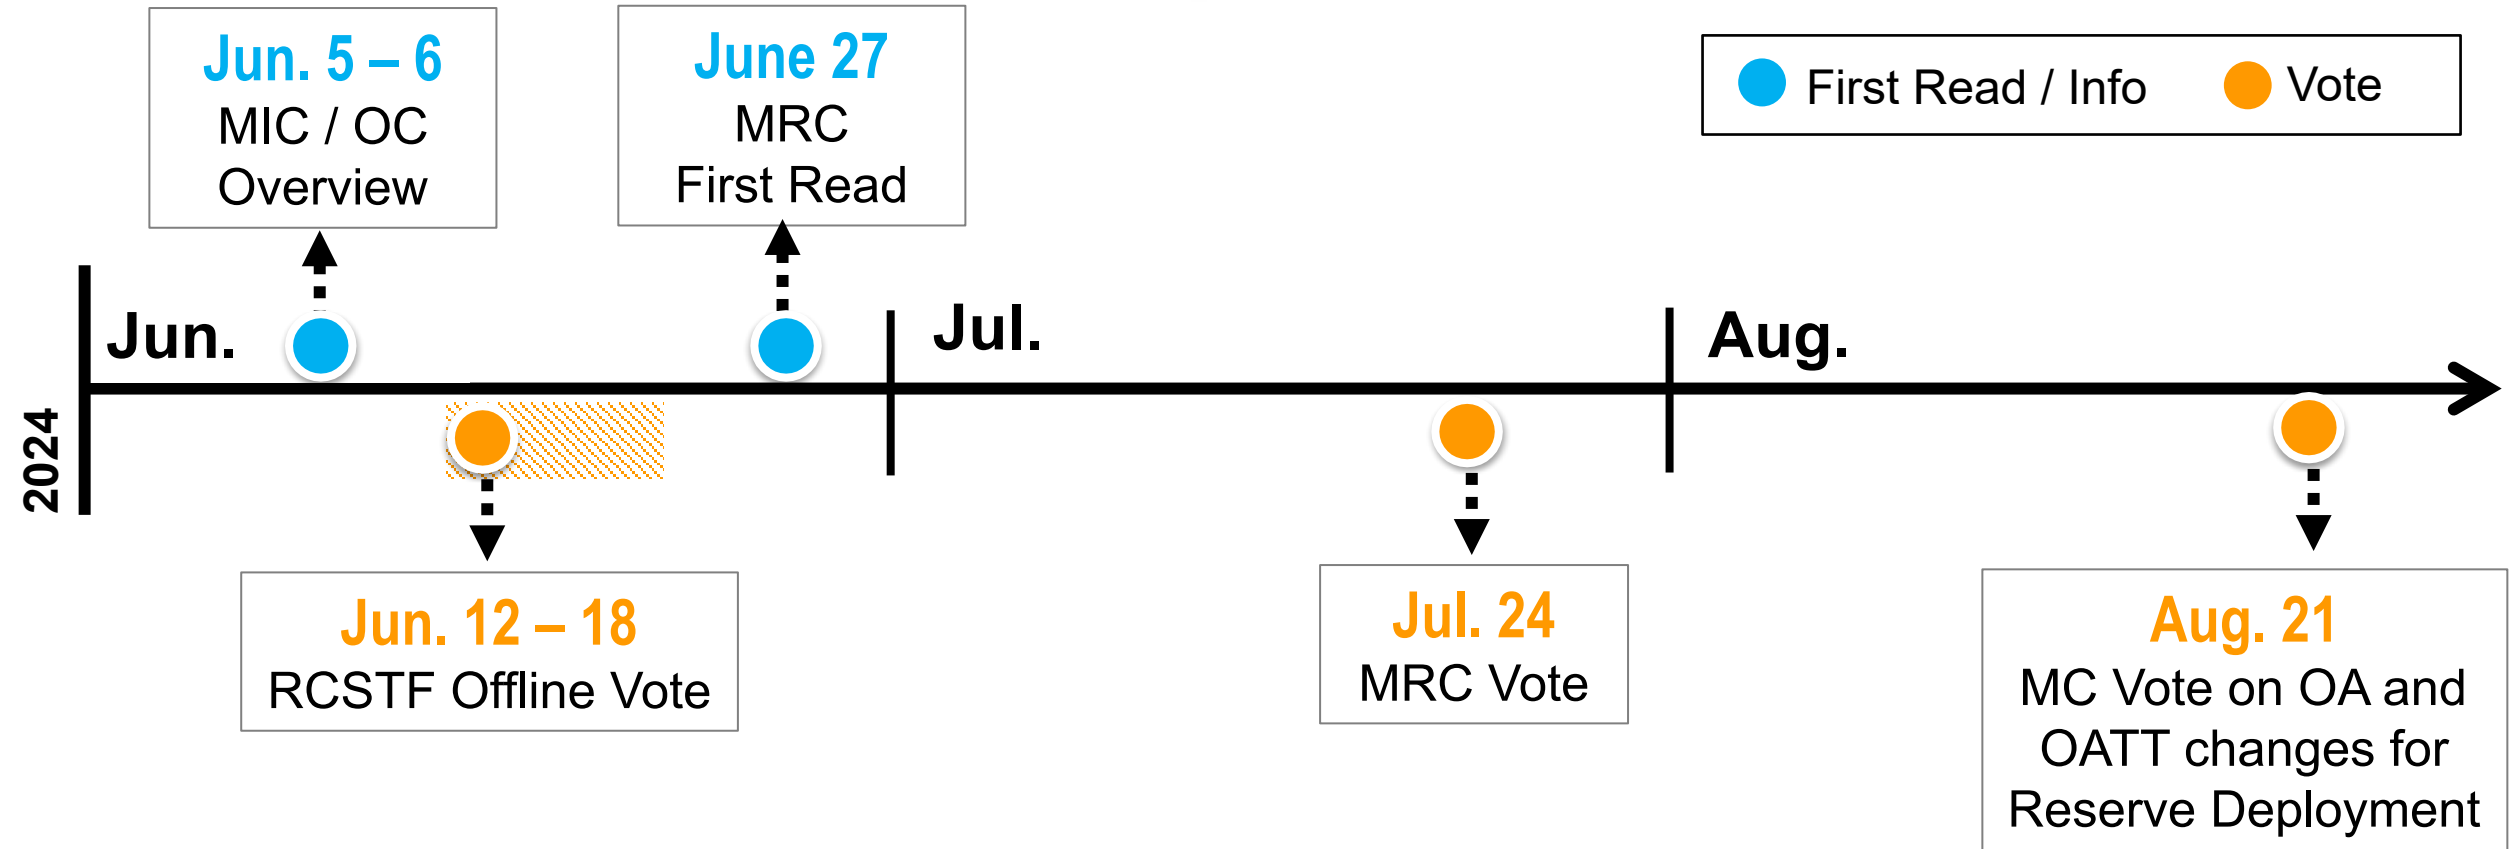 Jun. 5 – 6
MIC / OC
Overview
June 27
MRC
First Read
First Read / Info
Vote
2024
Jun.
Jul.
Aug.
Jun. 12 – 18
RCSTF Offline Vote
Jul. 24
MRC Vote
Aug. 21
MC Vote on OA and
OATT changes for
Reserve Deployment